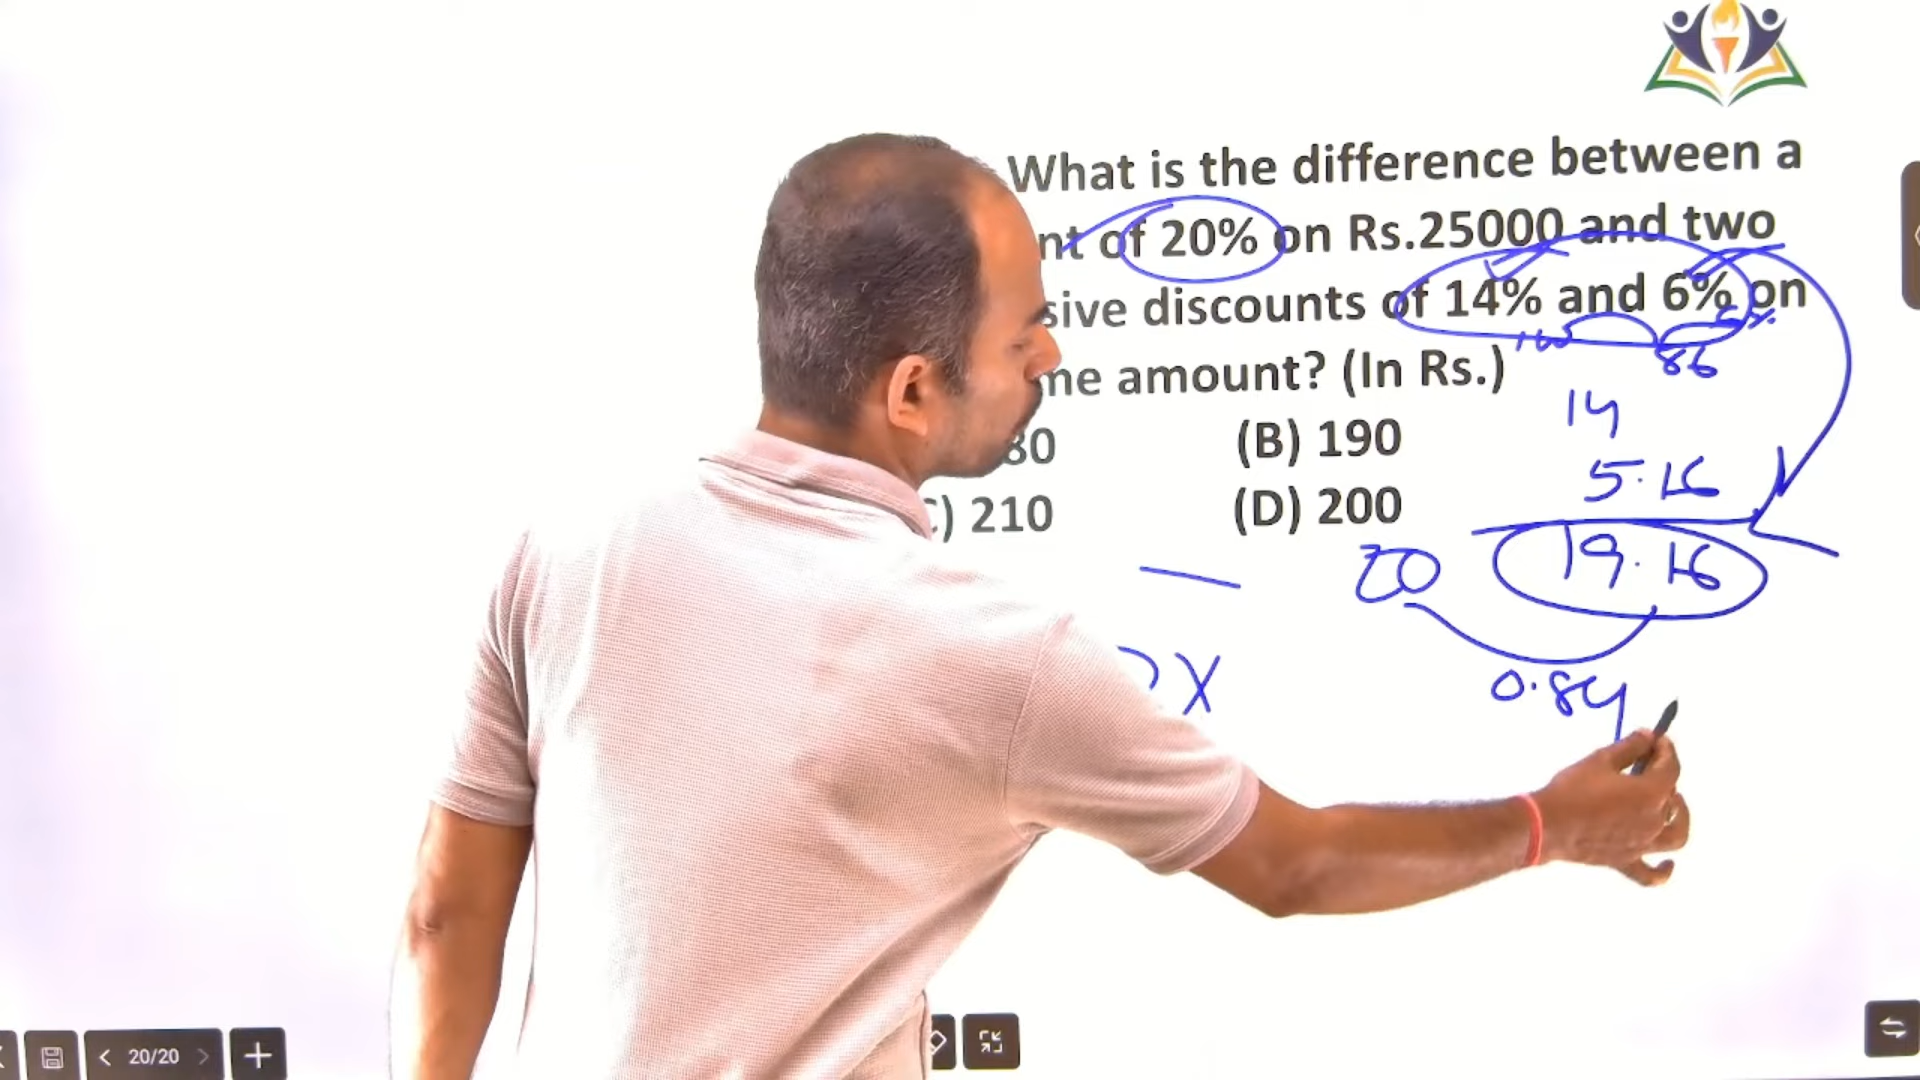 What is the difference between a
nt of 20% on Rs.25000 and two
sive discounts of 14% and 6% on
me amount? (In Rs.)
100
86
6%
14
80
(B) 190
5.16
C) 210
(D) 200
20
19.16
X
0.84
20/20